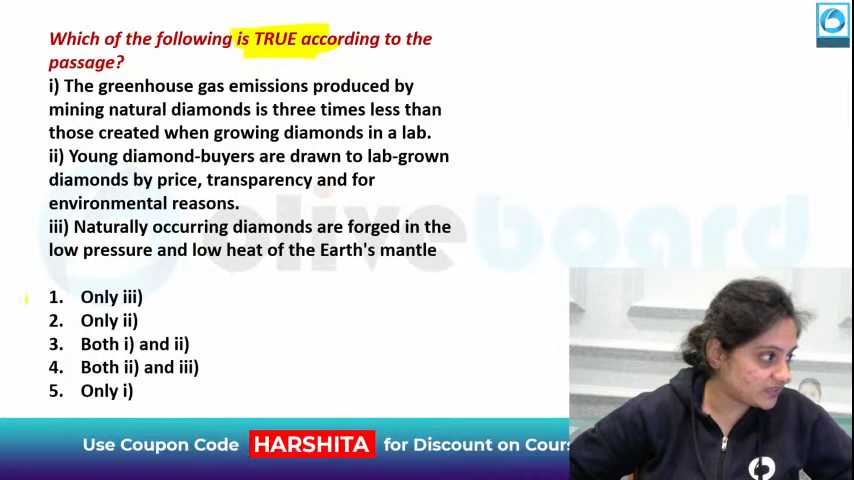 Which of the following is TRUE according to the
passage?
i) The greenhouse gas emissions produced by
mining natural diamonds is three times less than
those created when growing diamonds in a lab.
ii) Young diamond-buyers are drawn to lab-grown
diamonds by price, transparency and for
environmental reasons.
iii) Naturally occurring diamonds are forged in the
low pressure and low heat of the Earth's mantle
oliveboard
1. Only iii)
2. Only ii)
3. Both i) and ii)
4. Both ii) and iii)
5. Only i)
Use Coupon Code HARSHITA for Discount on Cours